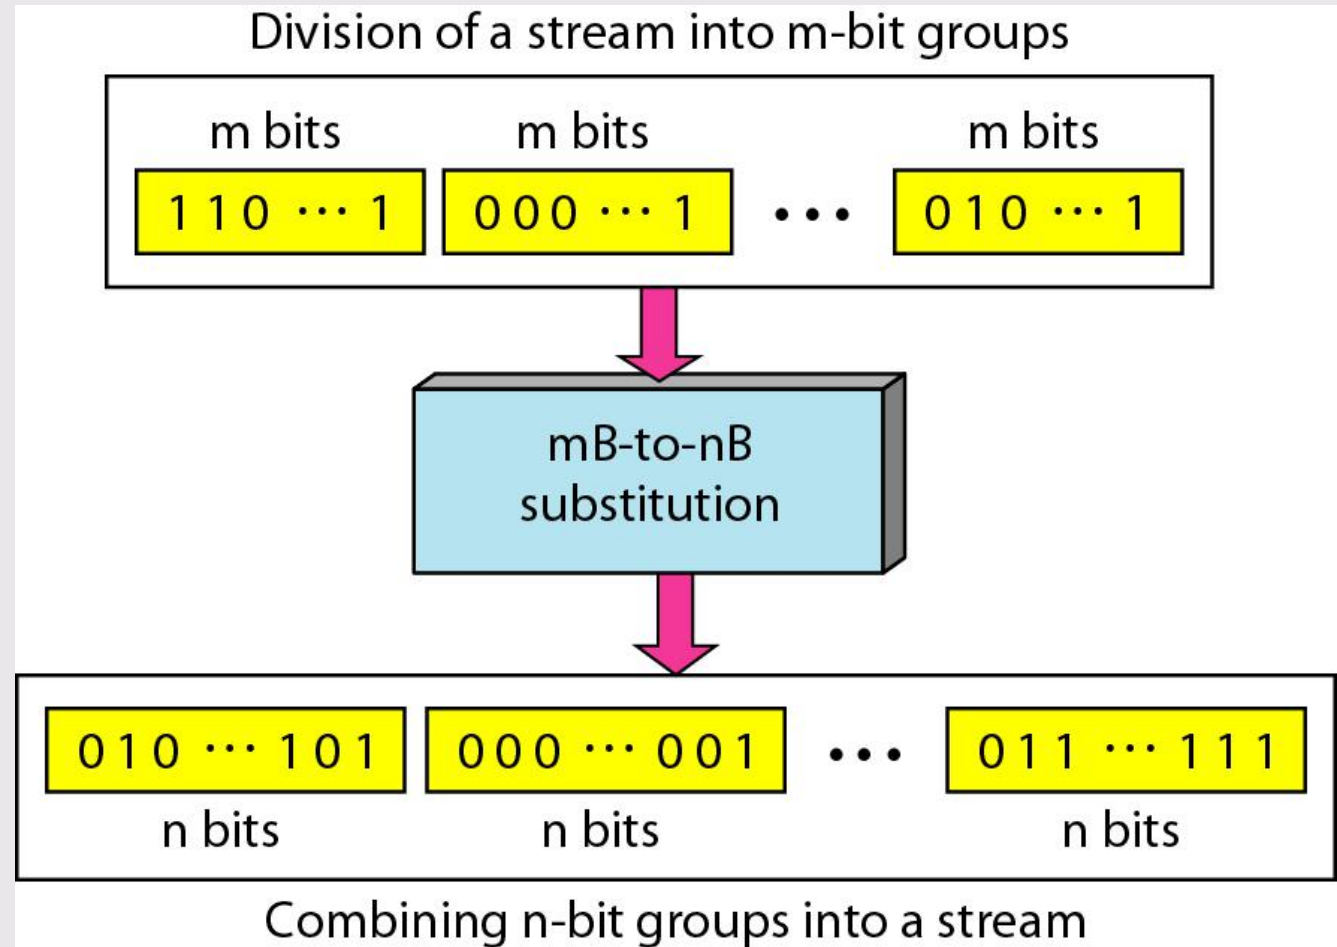 Division of a stream into m-bit groups
m bits m bits m bits
1 1 0 ··· 1 0 0 0 ··· 1 ••• 0 1 0 ··· 1
mB-to-nB
substitution
0 1 0 ··· 1 0 1 0 0 0 ··· 0 0 1 ••• 0 1 1 ··· 1 1 1
n bits n bits n bits
Combining n-bit groups into a stream